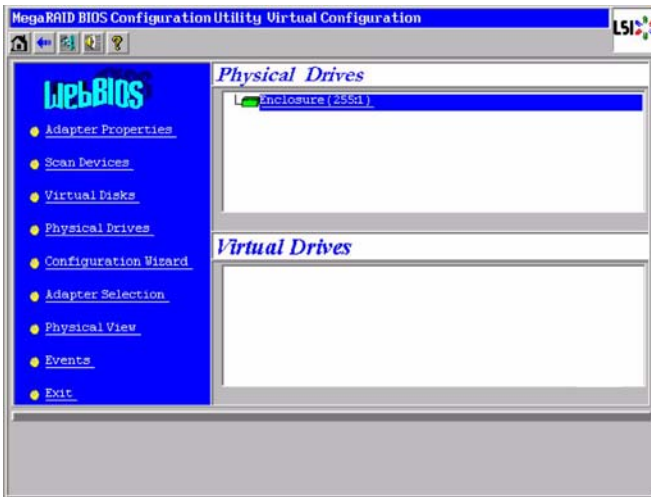 MegaRAID BIOS Configuration Utility Virtual Configuration
LSI
WebBIOS
Physical Drives
Enclosure(255:1)
Adapter Properties
Scan Devices
Virtual Disks
Physical Drives
Configuration Wizard
Adapter Selection
Physical View
Events
Exit
Virtual Drives